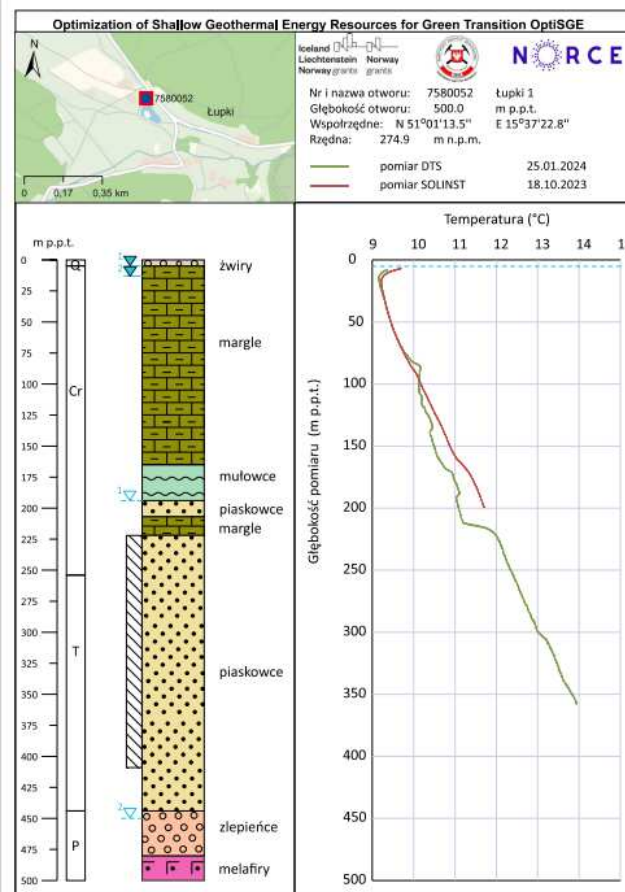 Optimization of Shallow Geothermal Energy Resources for Green Transition OptiSGE
N
7580052
Łupki
0 0,17 0,35 km
Iceland
Liechtenstein Norway
Norway grants grants
NORCE
Nr i nazwa otworu: 7580052 Łupki 1
Głębokość otworu: 500.0 m p.p.t.
Współrzędne: N 51°01'13.5" E 15°37'22.8"
Rzędna: 274.9 m n.p.m.
pomiar DTS 25.01.2024
pomiar SOLINST 18.10.2023
m p.p.t.
0
25
50
75
100
125
150
175
200
225
250
275
300
325
350
375
400
425
450
475
500
Q
Cr
T
P
1
2
1
2
żwiry
margle
mułowce
piaskowce
margle
piaskowce
zlepieńce
melafiry
Temperatura (°C)
9 10 11 12 13 1
Głębokość pomiaru (m p.p.t.)
0
50
100
150
200
250
300
350
400
450
500